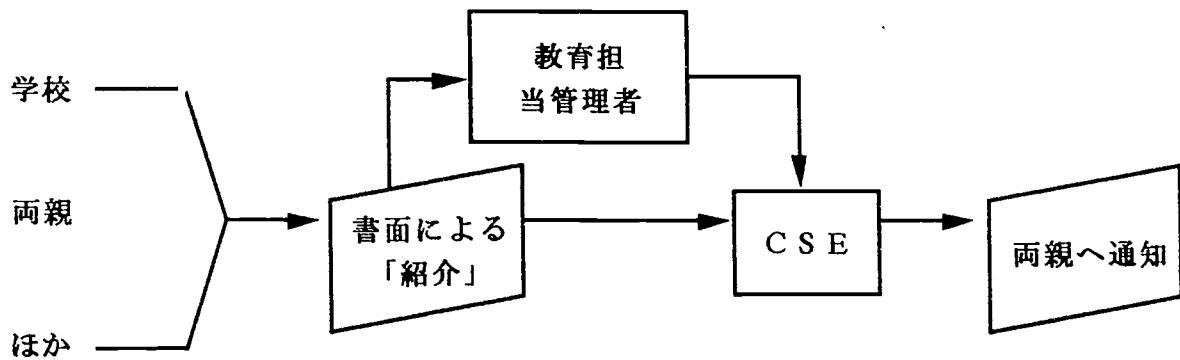 教育担
当管理者
学校
両親
ほか
書面による
「紹介」
ＣＳＥ
両親へ通知